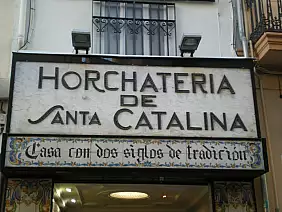 HORCHATERIA
DE
SANTA CATALINA
Casa con dos siglos de tradición